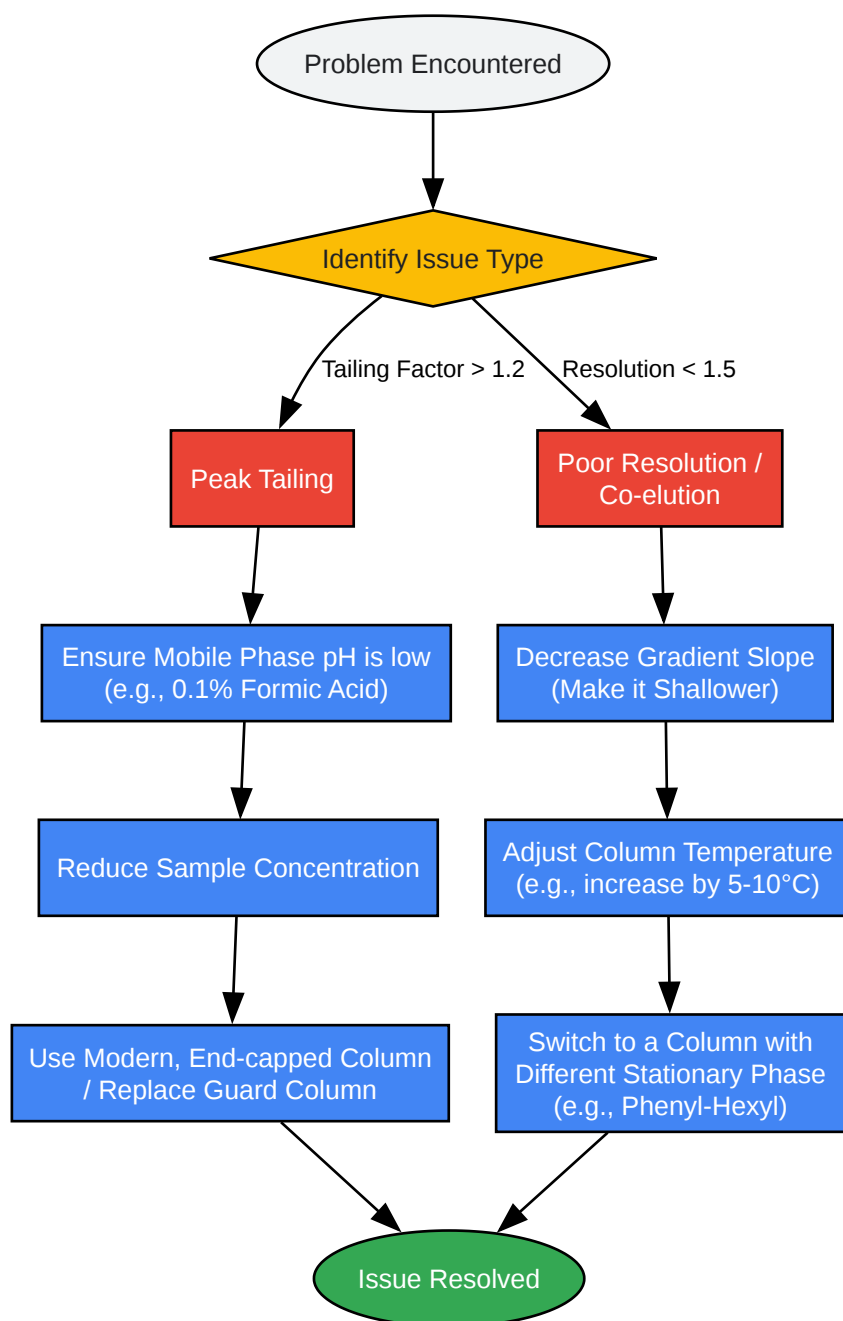 Problem Encountered
Identify Issue Type
Tailing Factor > 1.2
Resolution < 1.5
Peak Tailing
Poor Resolution /
Co-elution
Ensure Mobile Phase pH is low
(e.g., 0.1% Formic Acid)
Decrease Gradient Slope
(Make it Shallower)
Reduce Sample Concentration
Adjust Column Temperature
(e.g., increase by 5-10°C)
Use Modern, End-capped Column
/ Replace Guard Column
Switch to a Column with
Different Stationary Phase
(e.g., Phenyl-Hexyl)
Issue Resolved